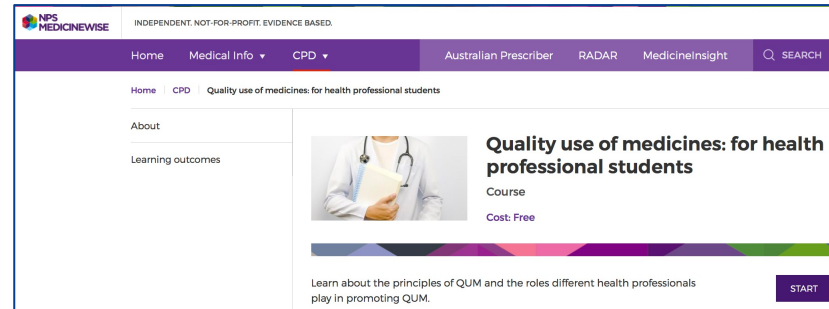 NPS
MEDICINEWISE
INDEPENDENT. NOT-FOR-PROFIT. EVIDENCE BASED.
Home Medical Info CPD Australian Prescriber RADAR MedicineInsight SEARCH
Home CPD Quality use of medicines: for health professional students
About
Learning outcomes
Quality use of medicines: for health
professional students
Course
Cost: Free
Learn about the principles of QUM and the roles different health professionals
play in promoting QUM.
START